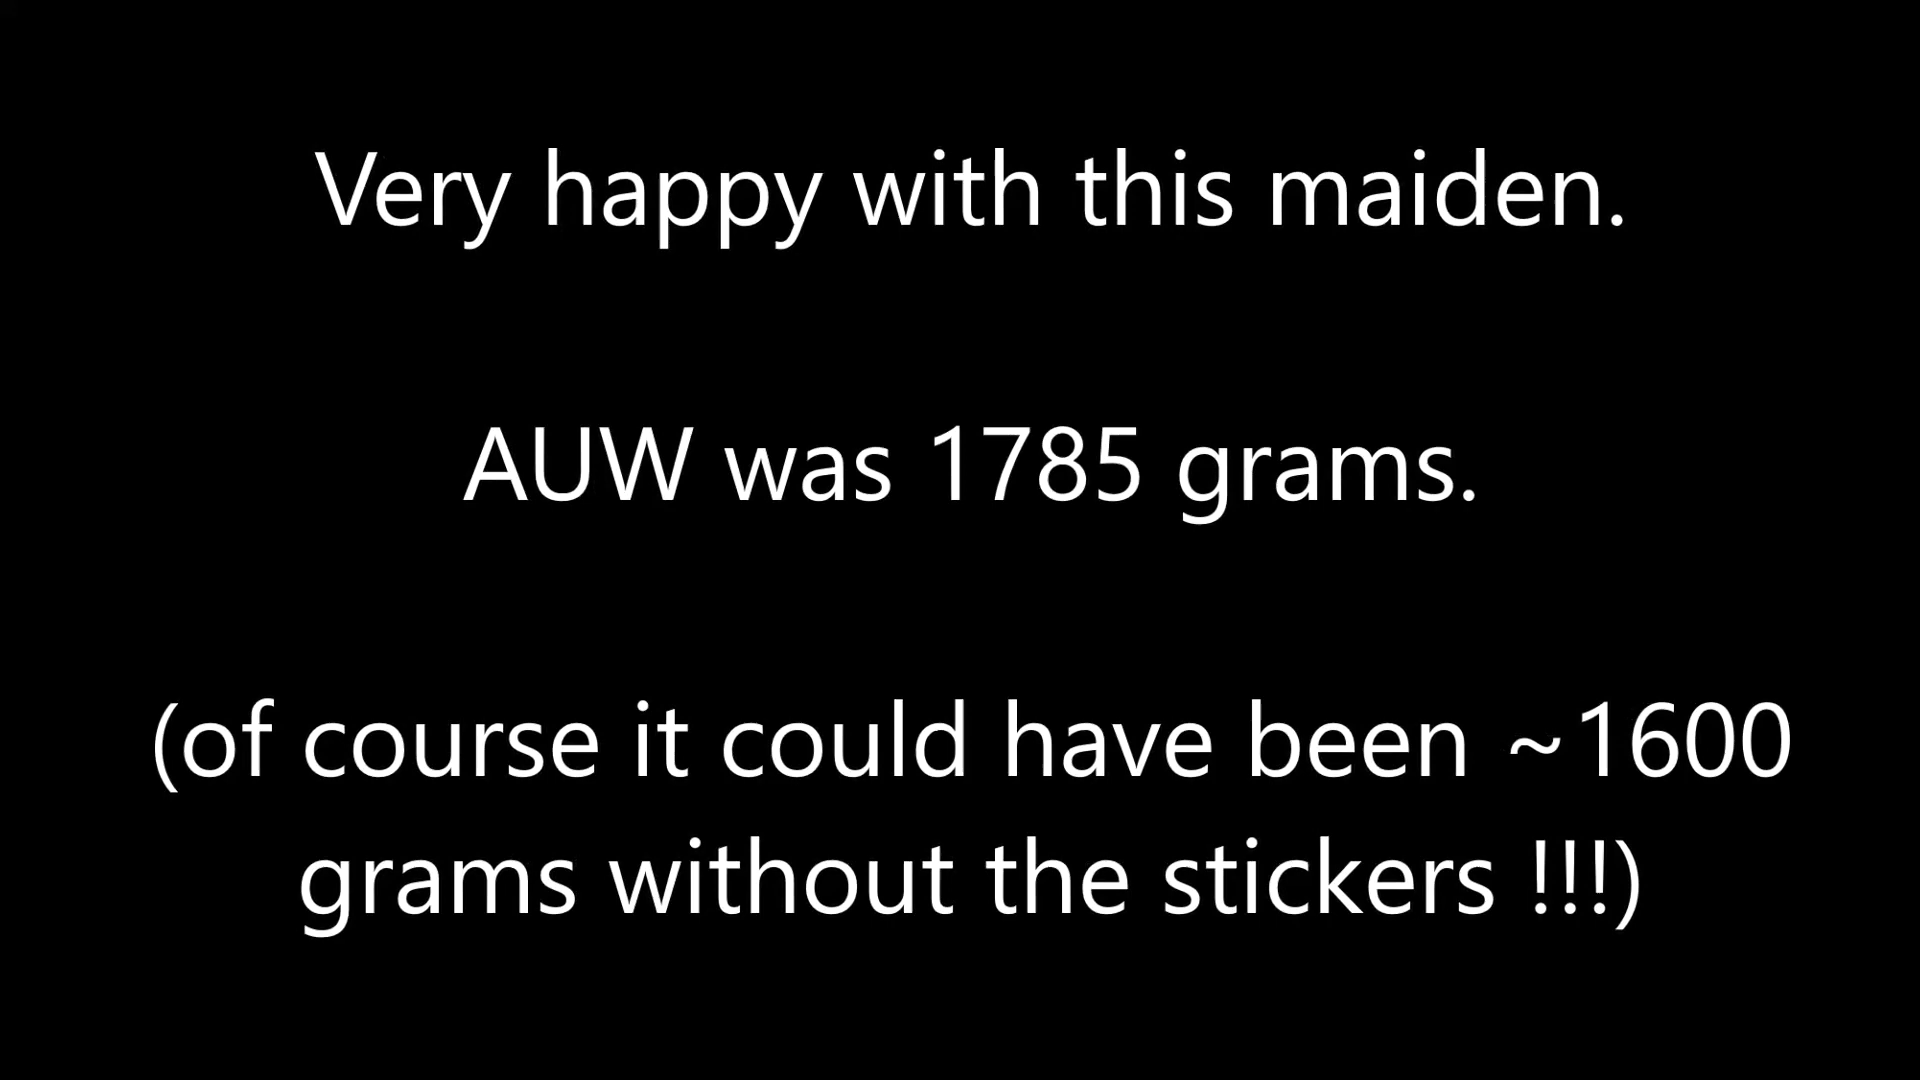 Very happy with this maiden.
AUW was 1785 grams.
(of course it could have been ~1600
grams without the stickers !!!)